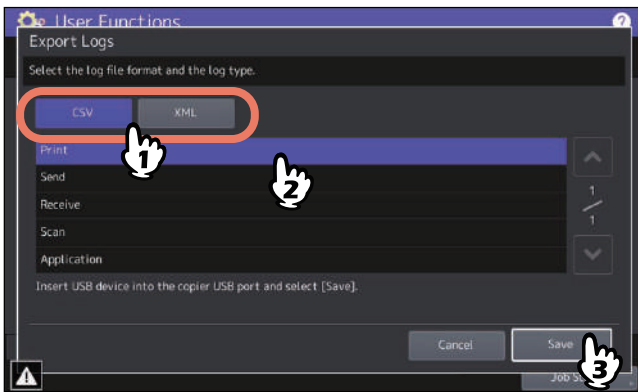 User Functions
?
Export Logs
Select the log file format and the log type.
CSV XML
1
Print
2
Send
Receive
Scan
Application
1
1
Insert USB device into the copier USB port and select [Save].
Cancel Save
3
Job